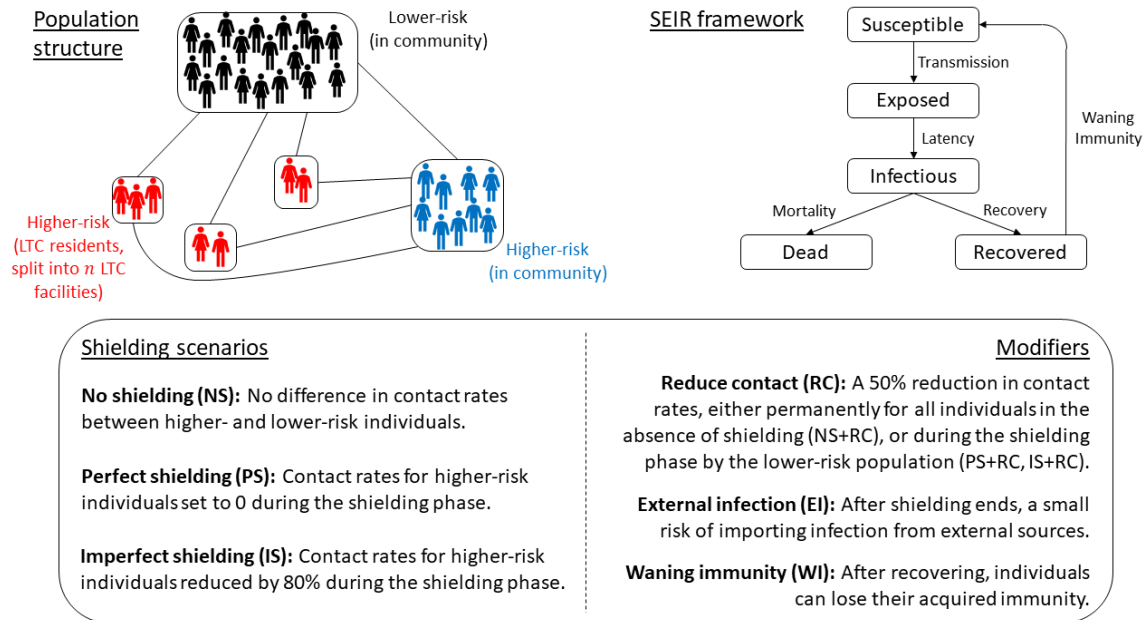 Population
structure
Lower-risk
(in community)
Higher-risk
(LTC residents,
split into n LTC
facilities)
Higher-risk
(in community)
SEIR framework
Susceptible
Transmission
Exposed
Latency
Waning
Immunity
Infectious
Mortality
Recovery
Dead
Recovered
Shielding scenarios
No shielding (NS): No difference in contact rates
between higher- and lower-risk individuals.
Perfect shielding (PS): Contact rates for higher-risk
individuals set to 0 during the shielding phase.
Imperfect shielding (IS): Contact rates for higher-risk
individuals reduced by 80% during the shielding phase.
Modifiers
Reduce contact (RC): A 50% reduction in contact
rates, either permanently for all individuals in the
absence of shielding (NS+RC), or during the shielding
phase by the lower-risk population (PS+RC, IS+RC).
External infection (EI): After shielding ends, a small
risk of importing infection from external sources.
Waning immunity (WI): After recovering, individuals
can lose their acquired immunity.